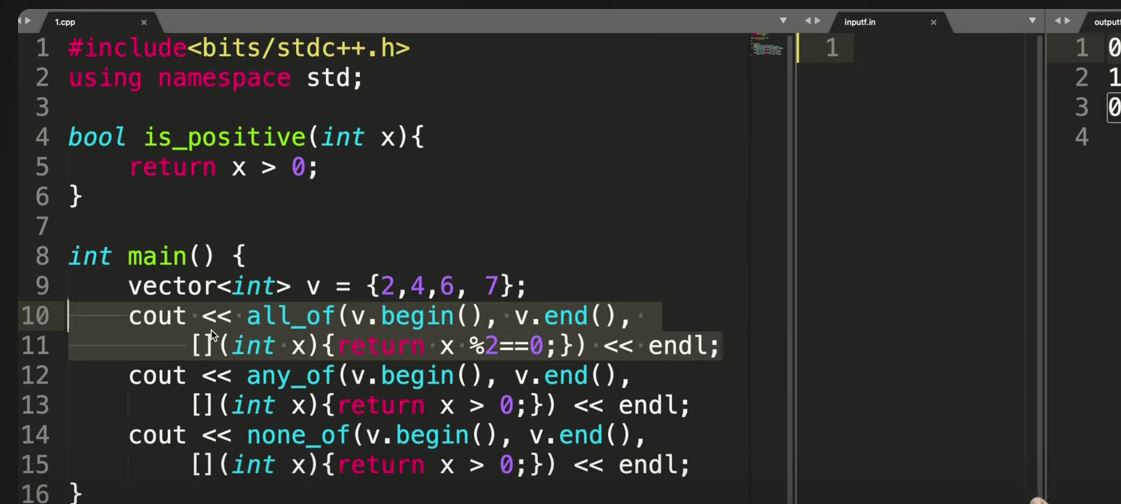 1.cpp
inputf.in
output
1 #include<bits/stdc++.h>
2 using namespace std;
3
4 bool is_positive(int x){
5 return x > 0;
6 }
7
8 int main() {
9 vector<int> v = {2,4,6, 7};
10 cout << all_of(v.begin(), v.end(),
11 [](int x){return x %2==0;}) << endl;
12 cout << any_of(v.begin(), v.end(),
13 [](int x){return x > 0;}) << endl;
14 cout << none_of(v.begin(), v.end(),
15 [](int x){return x > 0;}) << endl;
16 }
1
1 0
2 1
3 0
4